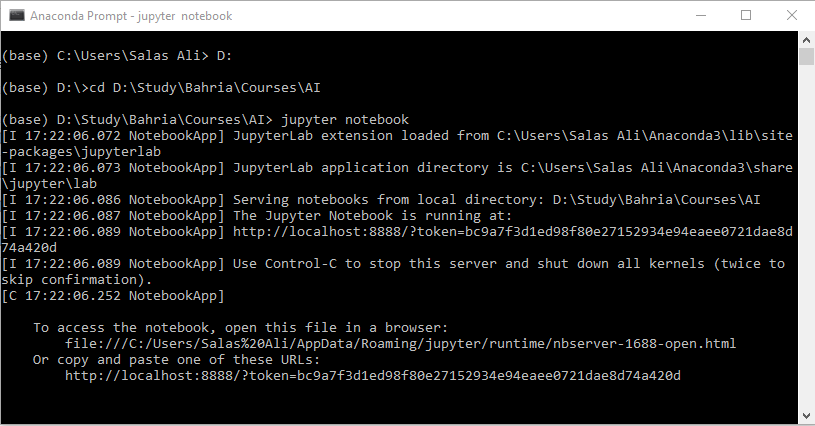 Anaconda Prompt - jupyter  notebook
(base) C:\Users\Salas Ali> D:
(base) D:\>cd D:\Study\Bahria\Courses\AI
(base) D:\Study\Bahria\Courses\AI> jupyter notebook
[I 17:22:06.072 NotebookApp] JupyterLab extension loaded from C:\Users\Salas Ali\Anaconda3\lib\site
-packages\jupyterlab
[I 17:22:06.073 NotebookApp] JupyterLab application directory is C:\Users\Salas Ali\Anaconda3\share
\jupyter\lab
[I 17:22:06.086 NotebookApp] Serving notebooks from local directory: D:\Study\Bahria\Courses\AI
[I 17:22:06.087 NotebookApp] The Jupyter Notebook is running at:
[I 17:22:06.089 NotebookApp] http://localhost:8888/?token=bc9a7f3d1ed98f80e27152934e94eaee0721dae8d
74a420d
[I 17:22:06.089 NotebookApp] Use Control-C to stop this server and shut down all kernels (twice to
skip confirmation).
[C 17:22:06.252 NotebookApp]
To access the notebook, open this file in a browser:
file:///C:/Users/Salas%20Ali/AppData/Roaming/jupyter/runtime/nbserver-1688-open.html
Or copy and paste one of these URLs:
http://localhost:8888/?token=bc9a7f3d1ed98f80e27152934e94eaee0721dae8d74a420d